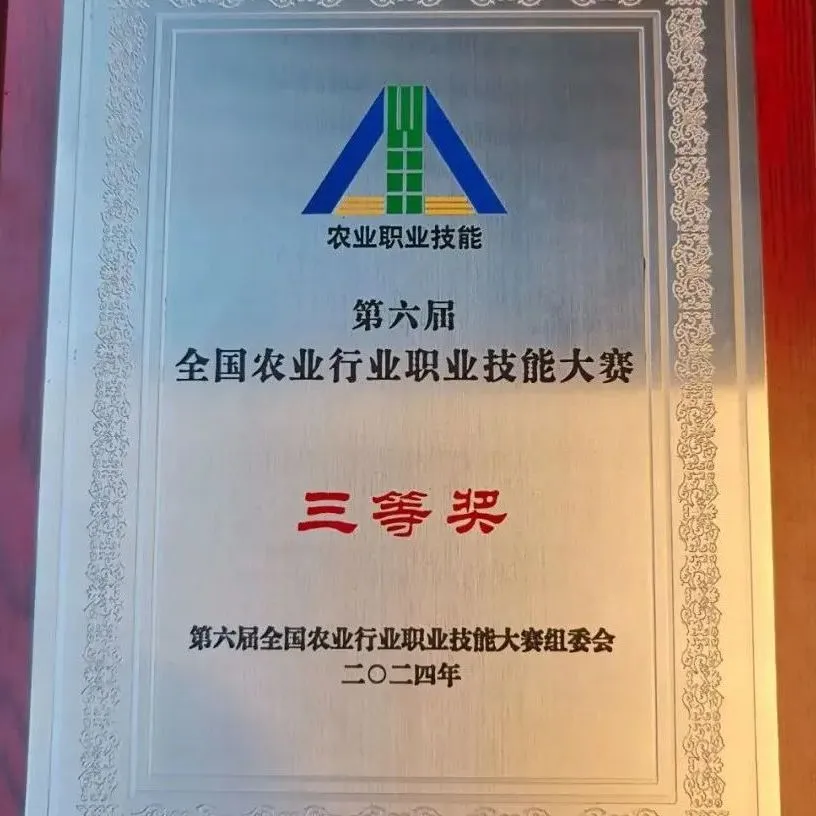 农业职业技能
第六届
全国农业行业职业技能大赛
三等奖
第六届全国农业行业职业技能大赛组委会
二〇二四年